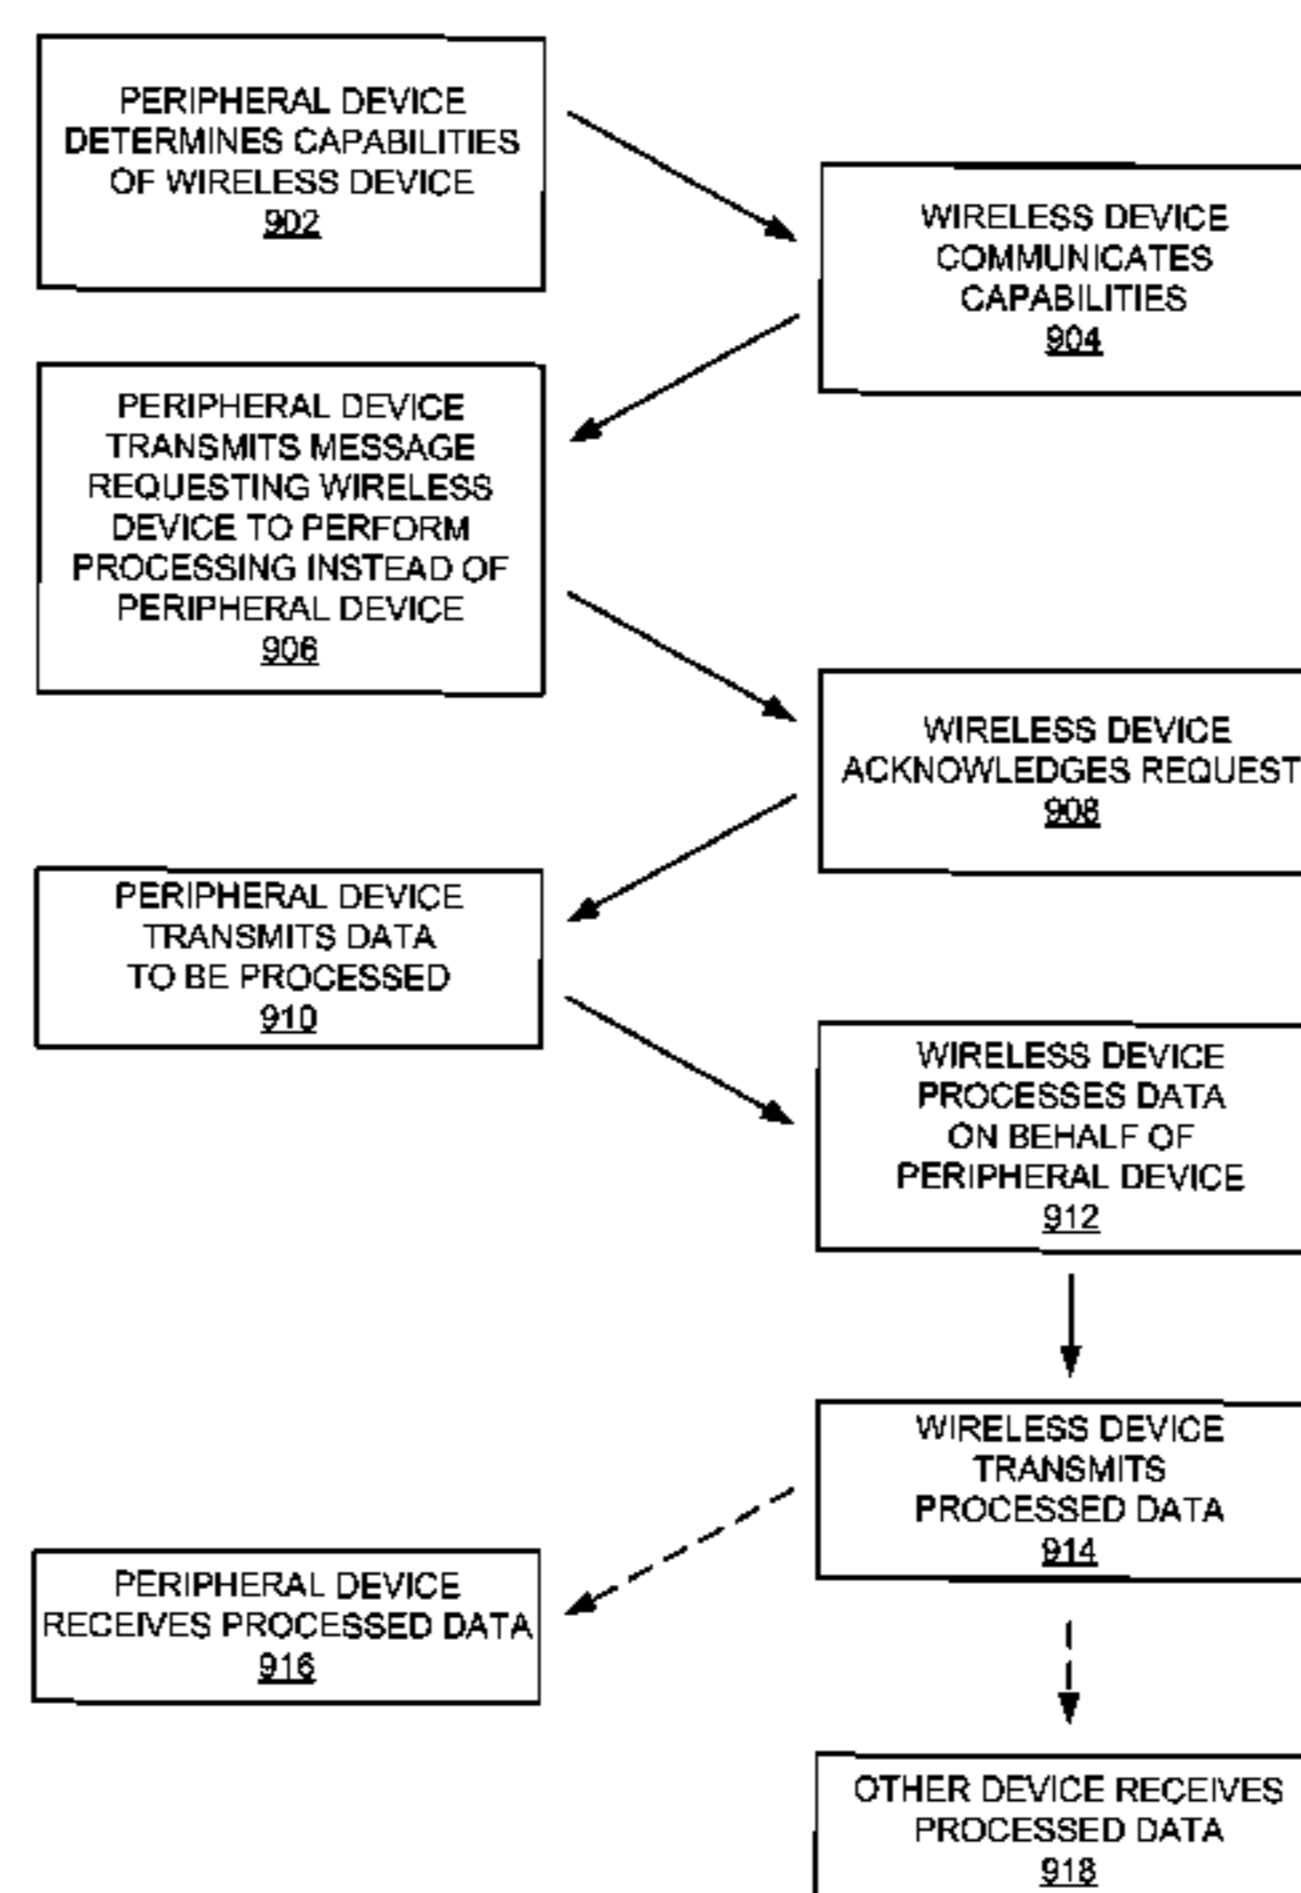 PERIPHERAL DEVICE
DETERMINES CAPABILITIES
OF WIRELESS DEVICE
902
WIRELESS DEVICE
COMMUNICATES
CAPABILITIES
904
PERIPHERAL DEVICE
TRANSMITS MESSAGE
REQUESTING WIRELESS
DEVICE TO PERFORM
PROCESSING INSTEAD OF
PERIPHERAL DEVICE
906
WIRELESS DEVICE
ACKNOWLEDGES REQUEST
908
PERIPHERAL DEVICE
TRANSMITS DATA
TO BE PROCESSED
910
WIRELESS DEVICE
PROCESSES DATA
ON BEHALF OF
PERIPHERAL DEVICE
912
WIRELESS DEVICE
TRANSMITS
PROCESSED DATA
914
PERIPHERAL DEVICE
RECEIVES PROCESSED DATA
916
OTHER DEVICE RECEIVES
PROCESSED DATA
918